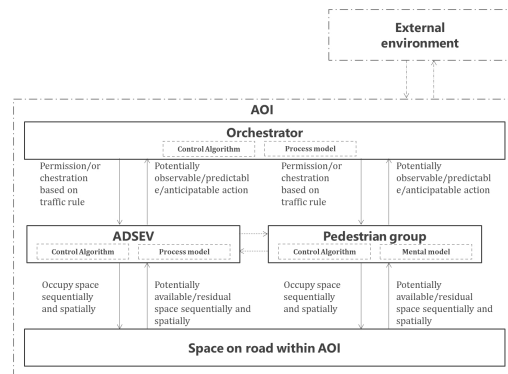 External
environment
AOI
Orchestrator
Control Algorithm
Process model
Permission/or
chestration
based on
traffic rule
Potentially
observable/predictabl
e/anticipatable action
Permission/or
chestration
based on
traffic rule
Potentially
observable/predictabl
e/anticipatable action
ADSEV
Control Algorithm
Process model
Pedestrian group
Control Algorithm
Mental model
Occupy space
sequentially
and spatially
Potentially
available/residual
space sequentially and
spatially
Occupy space
sequentially
and spatially
Potentially
available/residual
space sequentially and
spatially
Space on road within AOI